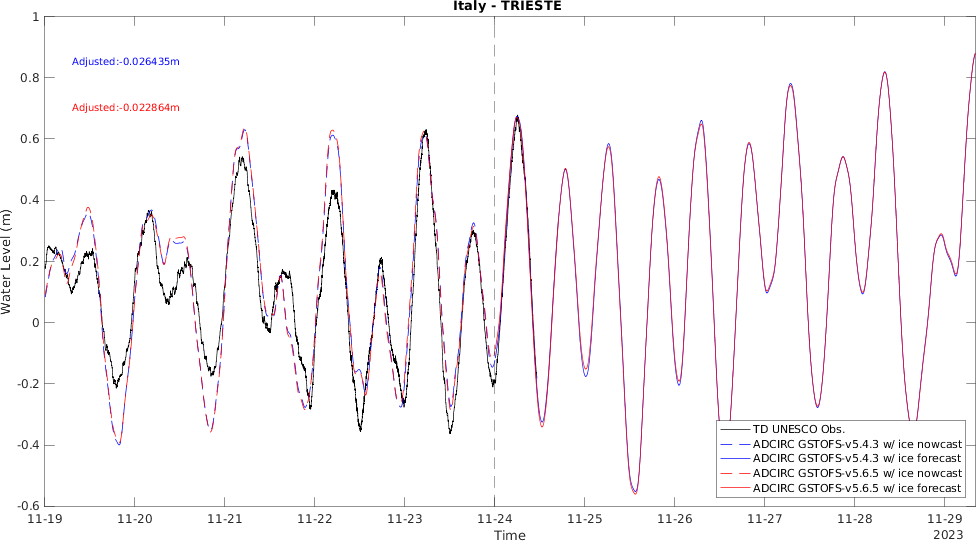 Italy - TRIESTE
Adjusted:-0.026435m
Adjusted:-0.022864m
Water Level (m)
1
0.8
0.6
0.4
0.2
0
-0.2
-0.4
-0.6
TD UNESCO Obs.
ADCIRC GSTOFS-v5.4.3 w/ ice nowcast
ADCIRC GSTOFS-v5.4.3 w/ ice forecast
ADCIRC GSTOFS-v5.6.5 w/ ice nowcast
ADCIRC GSTOFS-v5.6.5 w/ ice forecast
11-19 11-20 11-21 11-22 11-23 11-24 11-25 11-26 11-27 11-28 11-29
Time
2023